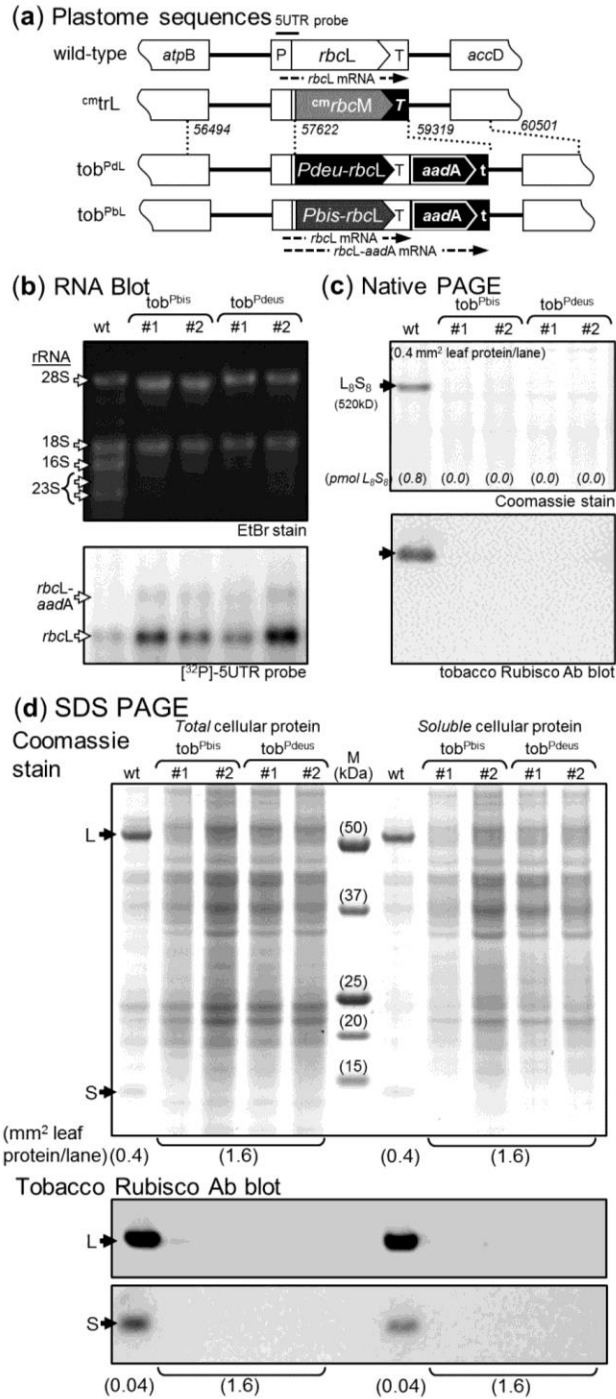 (a) Plastome sequences 5UTR probe
wild-type atpB P rbcL T accD
rbcL mRNA
cmtrL cmrbcM T
56494 57622 59319 60501
tobPdL Pdeu-rbcL T aadA t
tobPbL Pbis-rbcL T aadA t
rbcL mRNA
rbcL-aadA mRNA
(b) RNA Blot
tobPbis tobPdeus
wt #1 #2 #1 #2
rRNA
28S
18S
16S
23S
EtBr stain
rbcL-
aadA
rbcL
[32P]-5UTR probe
(c) Native PAGE
tobPbis tobPdeus
wt #1 #2 #1 #2
(0.4 mm2 leaf protein/lane)
L8S8
(520kD)
(pmol L8S8) (0.8) (0.0) (0.0) (0.0) (0.0)
Coomassie stain
tobacco Rubisco Ab blot
(d) SDS PAGE
Coomassie
stain
Total cellular protein Soluble cellular protein
tobPbis tobPdeus M tobPbis tobPdeus
wt #1 #2 #1 #2 (kDa) wt #1 #2 #1 #2
L (50)
(37)
(25)
(20)
(15)
S
(mm2 leaf
protein/lane) (0.4) (1.6) (0.4) (1.6)
Tobacco Rubisco Ab blot
L
S
(0.04) (1.6) (0.04) (1.6)